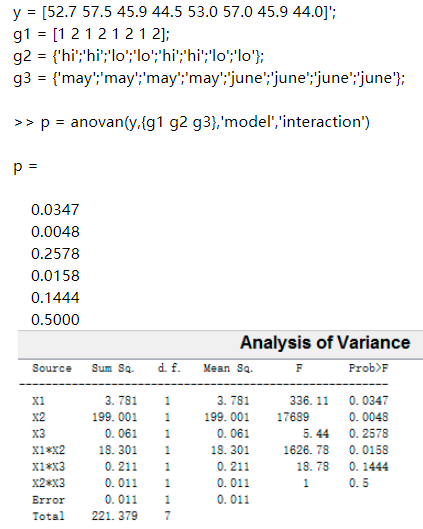 y = [52.7 57.5 45.9 44.5 53.0 57.0 45.9 44.0]';
g1 = [1 2 1 2 1 2 1 2];
g2 = {'hi';'hi';'lo';'lo';'hi';'hi';'lo';'lo'};
g3 = {'may';'may';'may';'may';'june';'june';'june';'june'};
>> p = anovan(y,{g1 g2 g3},'model','interaction')
p =
0.0347
0.0048
0.2578
0.0158
0.1444
0.5000
Analysis of Variance
Source Sum Sq. d. f. Mean Sq. F Prob>F
X1 3. 781 1 3. 781 336. 11 0. 0347
X2 199. 001 1 199. 001 17689 0. 0048
X3 0. 061 1 0. 061 5. 44 0. 2578
X1*X2 18. 301 1 18. 301 1626. 78 0. 0158
X1*X3 0. 211 1 0. 211 18. 78 0. 1444
X2*X3 0. 011 1 0. 011 1 0. 5
Error 0. 011 1 0. 011
Total 221. 379 7